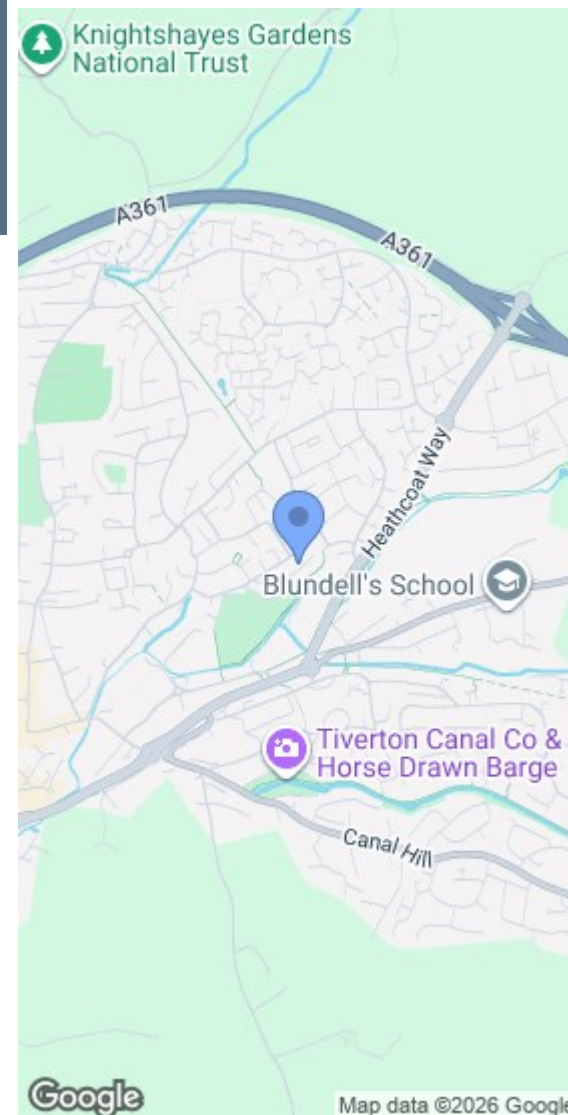 Knightshayes Gardens
National Trust
A361
A361
Heathcoat Way
Blundell's School
Tiverton Canal Co &
Horse Drawn Barge
Canal Hill
Google
Map data ©2026 Google